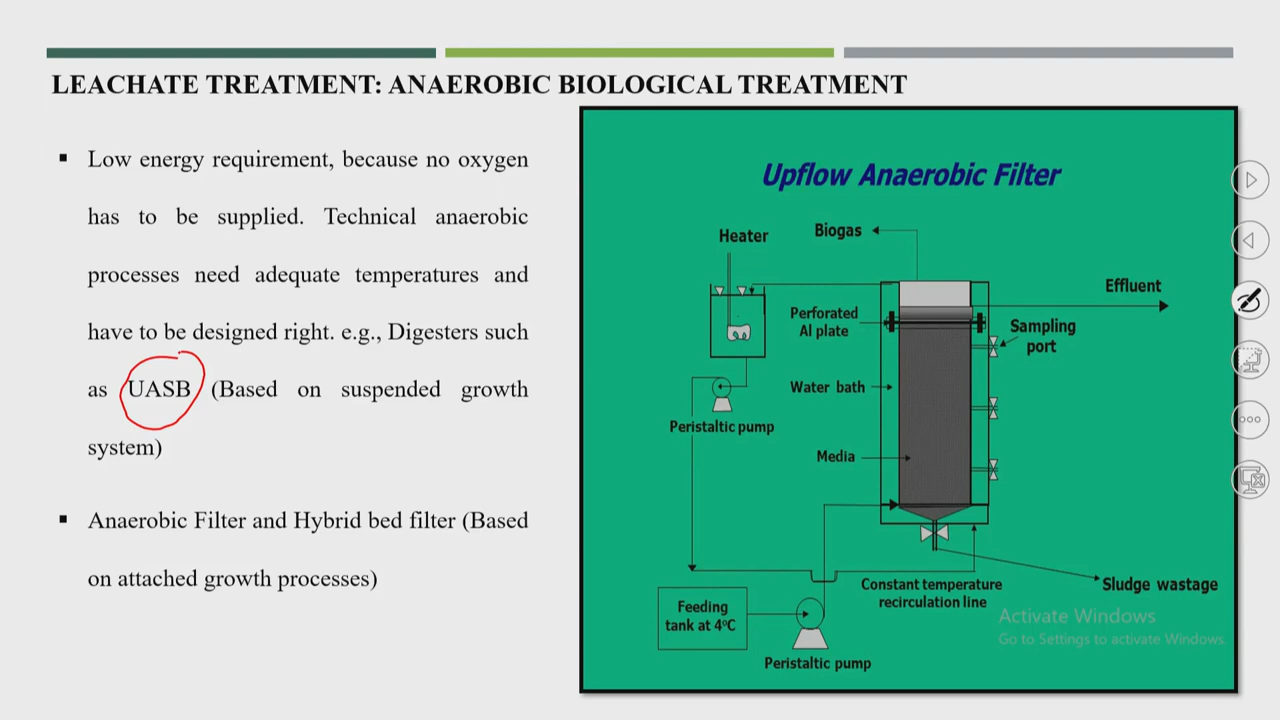 LEACHATE TREATMENT: ANAEROBIC BIOLOGICAL TREATMENT
▪ Low energy requirement, because no oxygen
has to be supplied. Technical anaerobic
processes need adequate temperatures and
have to be designed right. e.g., Digesters such
as UASB (Based on suspended growth
system)
▪ Anaerobic Filter and Hybrid bed filter (Based
on attached growth processes)
Upflow Anaerobic Filter
Heater
Biogas
Effluent
Perforated
Al plate
Sampling
port
Water bath
Peristaltic pump
Media
Constant temperature
recirculation line
Sludge wastage
Feeding
tank at 4ºC
Peristaltic pump
Activate Windows
Go to Settings to activate Windows.